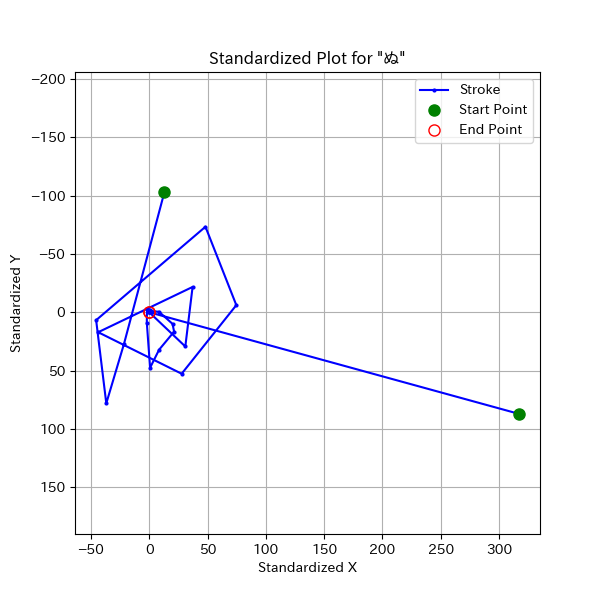 Standardized Plot for "ぬ"
Stroke
Start Point
End Point
−200
−150
−100
−50
0
50
100
150
Standardized Y
−50 0 50 100 150 200 250 300
Standardized X